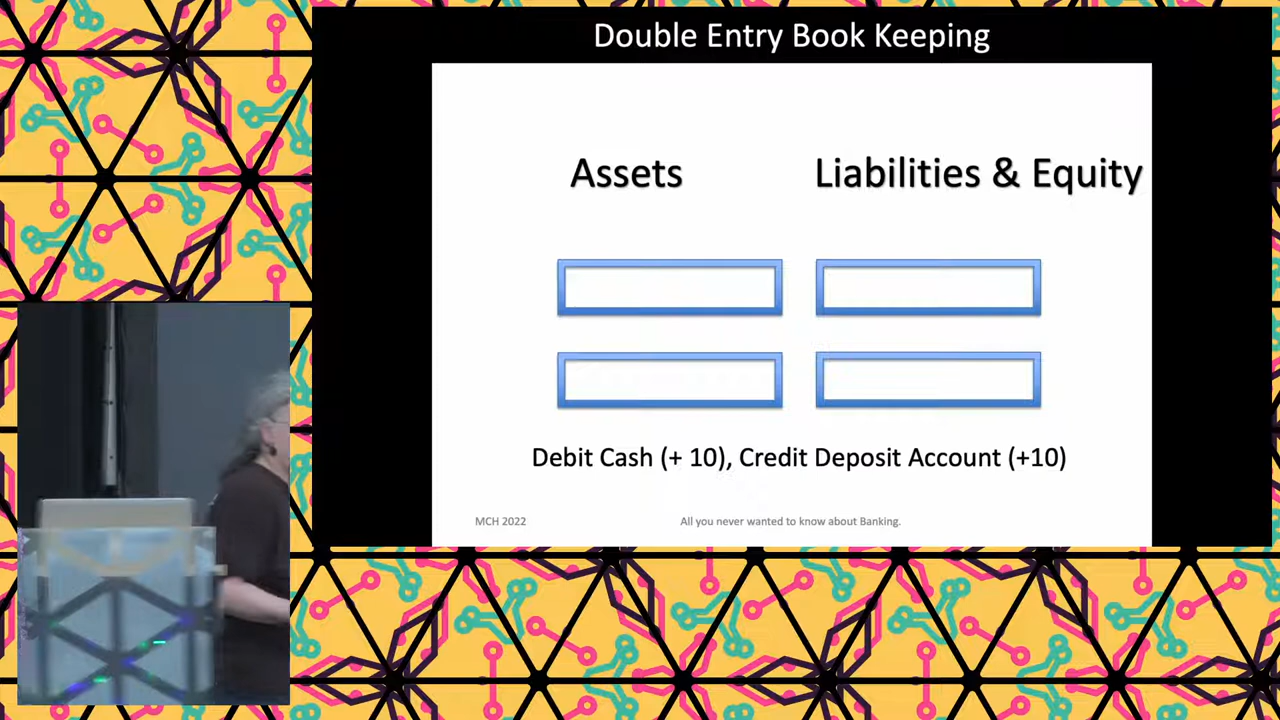 Double Entry Book Keeping
Assets
Liabilities & Equity
Debit Cash (+ 10), Credit Deposit Account (+10)
MCH 2022
All you never wanted to know about Banking.